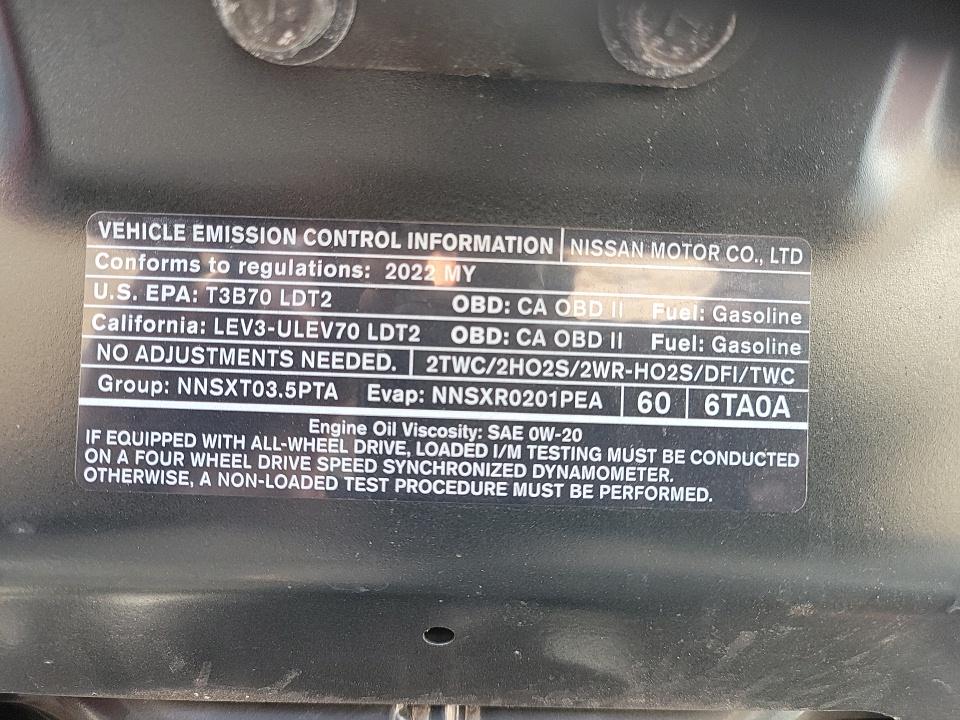 VEHICLE EMISSION CONTROL INFORMATION NISSAN MOTOR CO., LTD
Conforms to regulations: 2022 MY
U.S. EPA: T3B70 LDT2 OBD: CA OBD II Fuel: Gasoline
California: LEV3-ULEV70 LDT2 OBD: CA OBD II Fuel: Gasoline
NO ADJUSTMENTS NEEDED. 2TWC/2HO2S/2WR-HO2S/DFI/TWC
Group: NNSXT03.5PTA Evap: NNSXR0201PEA 60 6TA0A
Engine Oil Viscosity: SAE 0W-20
IF EQUIPPED WITH ALL-WHEEL DRIVE, LOADED I/M TESTING MUST BE CONDUCTED
ON A FOUR WHEEL DRIVE SPEED SYNCHRONIZED DYNAMOMETER.
OTHERWISE, A NON-LOADED TEST PROCEDURE MUST BE PERFORMED.